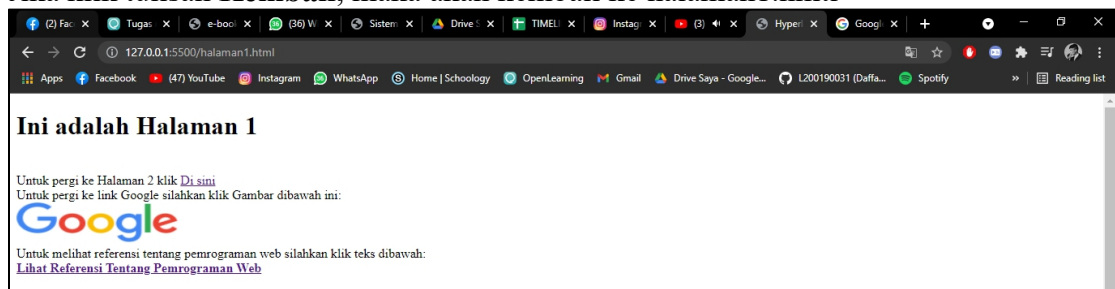 (2) Fac
Tugas
e-book
(36) W
Sistem
Drive S
TIMELI
Instag
(3)
Hyperl
Googl
127.0.0.1:5500/halaman1.html
Apps
Facebook
(47) YouTube
Instagram
WhatsApp
Home | Schoology
OpenLearning
Gmail
Drive Saya - Google...
L200190031 (Daffa...
Spotify
»
Reading list
Ini adalah Halaman 1
Untuk pergi ke Halaman 2 klik Di sini
Untuk pergi ke link Google silahkan klik Gambar dibawah ini:
Google
Untuk melihat referensi tentang pemrograman web silahkan klik teks dibawah:
Lihat Referensi Tentang Pemrograman Web